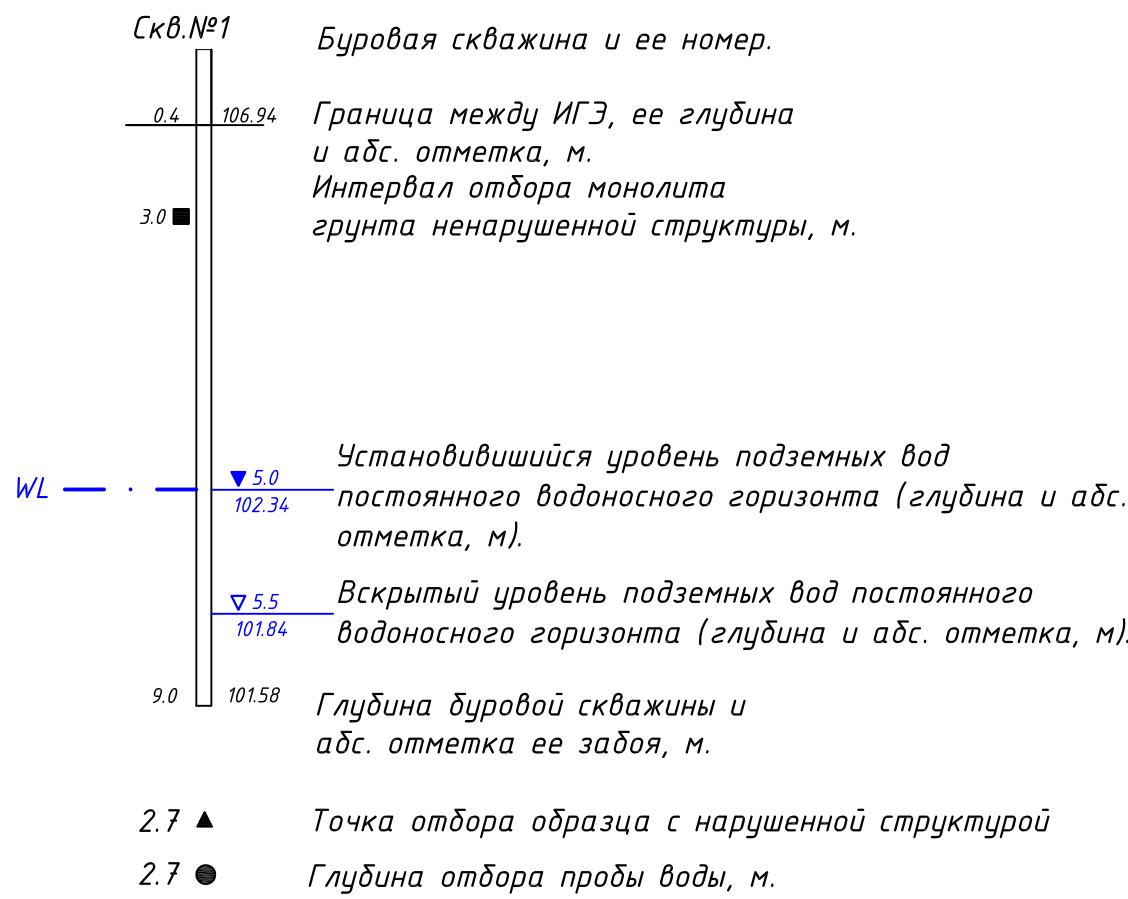 Скв.№1
Буровая скважина и ее номер.
0.4 106.94
Граница между ИГЭ, ее глубина
и абс. отметка, м.
Интервал отбора монолита
3.0
грунта ненарушенной структуры, м.
Установивишийся уровень подземных вод
WL 5.0
постоянного водоносного горизонта (глубина и абс.
102.34
отметка, м).
Вскрытый уровень подземных вод постоянного
5.5
101.84
водоносного горизонта (глубина и абс. отметка, м).
9.0 101.58
Глубина буровой скважины и
абс. отметка ее забоя, м.
2.7 Точка отбора образца с нарушенной структурой
2.7 Глубина отбора пробы воды, м.